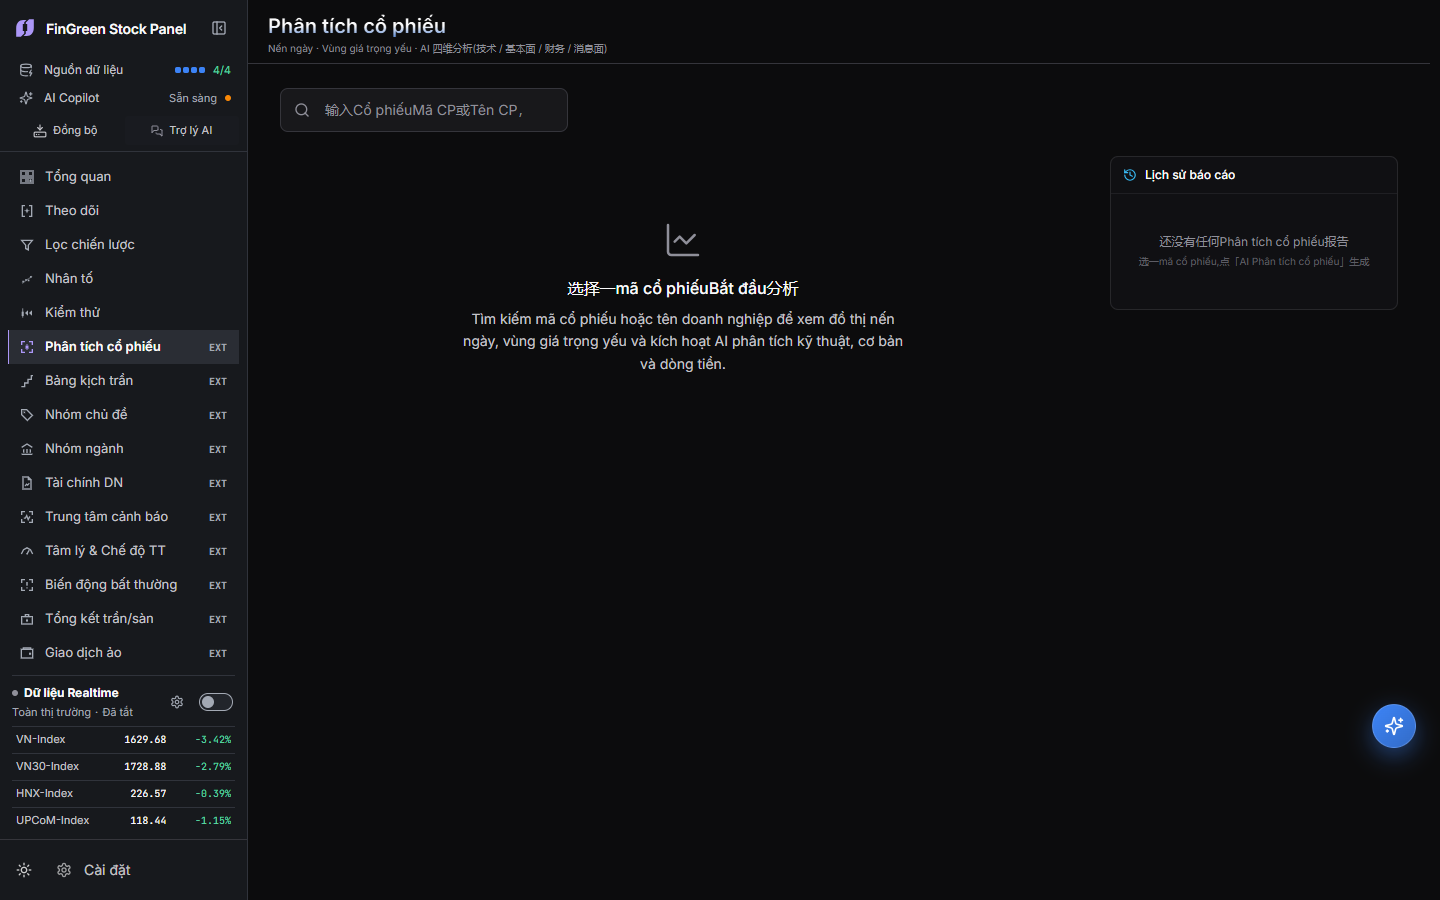 FinGreen Stock Panel
Nguồn dữ liệu 4/4
AI Copilot Sẵn sàng
Đồng bộ Trợ lý AI
Tổng quan
Theo dõi
Lọc chiến lược
Nhân tố
Kiểm thử
Phân tích cổ phiếu EXT
Bảng kịch trần EXT
Nhóm chủ đề EXT
Nhóm ngành EXT
Tài chính DN EXT
Trung tâm cảnh báo EXT
Tâm lý & Chế độ TT EXT
Biến động bất thường EXT
Tổng kết trần/sàn EXT
Giao dịch ảo EXT
Dữ liệu Realtime
Toàn thị trường · Đã tắt
VN-Index 1629.68 -3.42%
VN30-Index 1728.88 -2.79%
HNX-Index 226.57 -0.39%
UPCoM-Index 118.44 -1.15%
Cài đặt
Phân tích cổ phiếu
Nến ngày · Vùng giá trọng yếu · AI 四维分析(技术 / 基本面 / 财务 / 消息面)
输入Cổ phiếuMã CP或Tên CP,
选择一mã cổ phiếuBắt đầu分析
Tìm kiếm mã cổ phiếu hoặc tên doanh nghiệp để xem đồ thị nến
ngày, vùng giá trọng yếu và kích hoạt AI phân tích kỹ thuật, cơ bản
và dòng tiền.
Lịch sử báo cáo
还没有任何Phân tích cổ phiếu报告
选一mã cổ phiếu,点「AI Phân tích cổ phiếu」生成